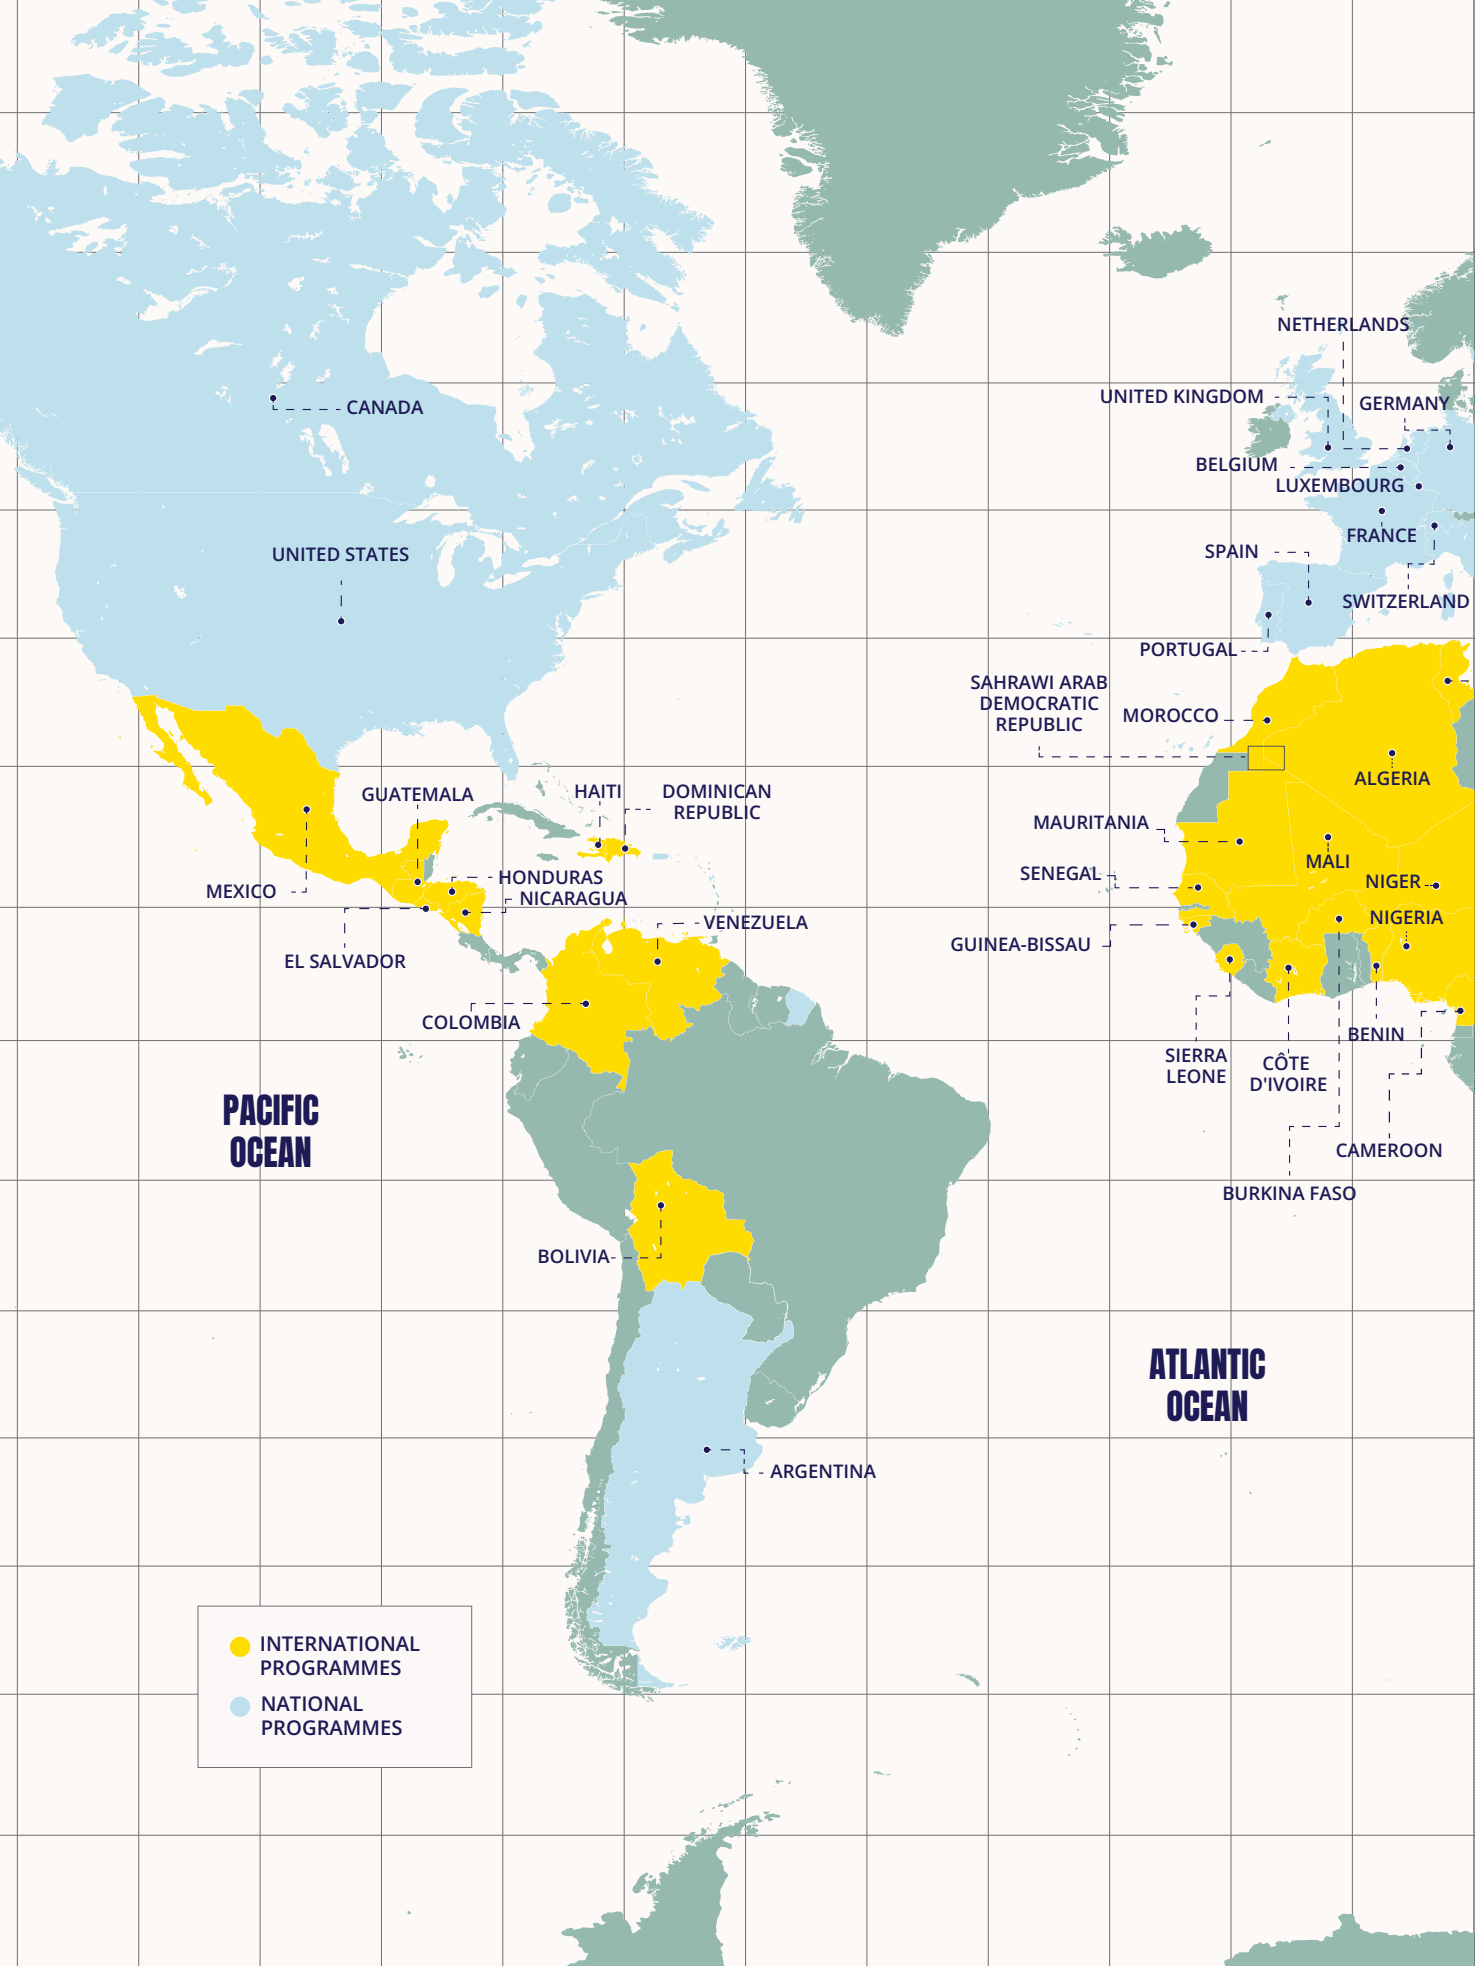 NETHERLANDS
UNITED KINGDOM
GERMANY
CANADA
BELGIUM
LUXEMBOURG
FRANCE
UNITED STATES
SPAIN
SWITZERLAND
PORTUGAL
SAHRAWI ARAB
DEMOCRATIC
REPUBLIC
MOROCCO
ALGERIA
GUATEMALA
HAITI
DOMINICAN
REPUBLIC
MAURITANIA
MALI
SENEGAL
NIGER
MEXICO
HONDURAS
NICARAGUA
NIGERIA
VENEZUELA
GUINEA-BISSAU
EL SALVADOR
COLOMBIA
BENIN
SIERRA
LEONE
CÔTE
D'IVOIRE
PACIFIC
OCEAN
CAMEROON
BURKINA FASO
BOLIVIA
ATLANTIC
OCEAN
ARGENTINA
INTERNATIONAL
PROGRAMMES
NATIONAL
PROGRAMMES